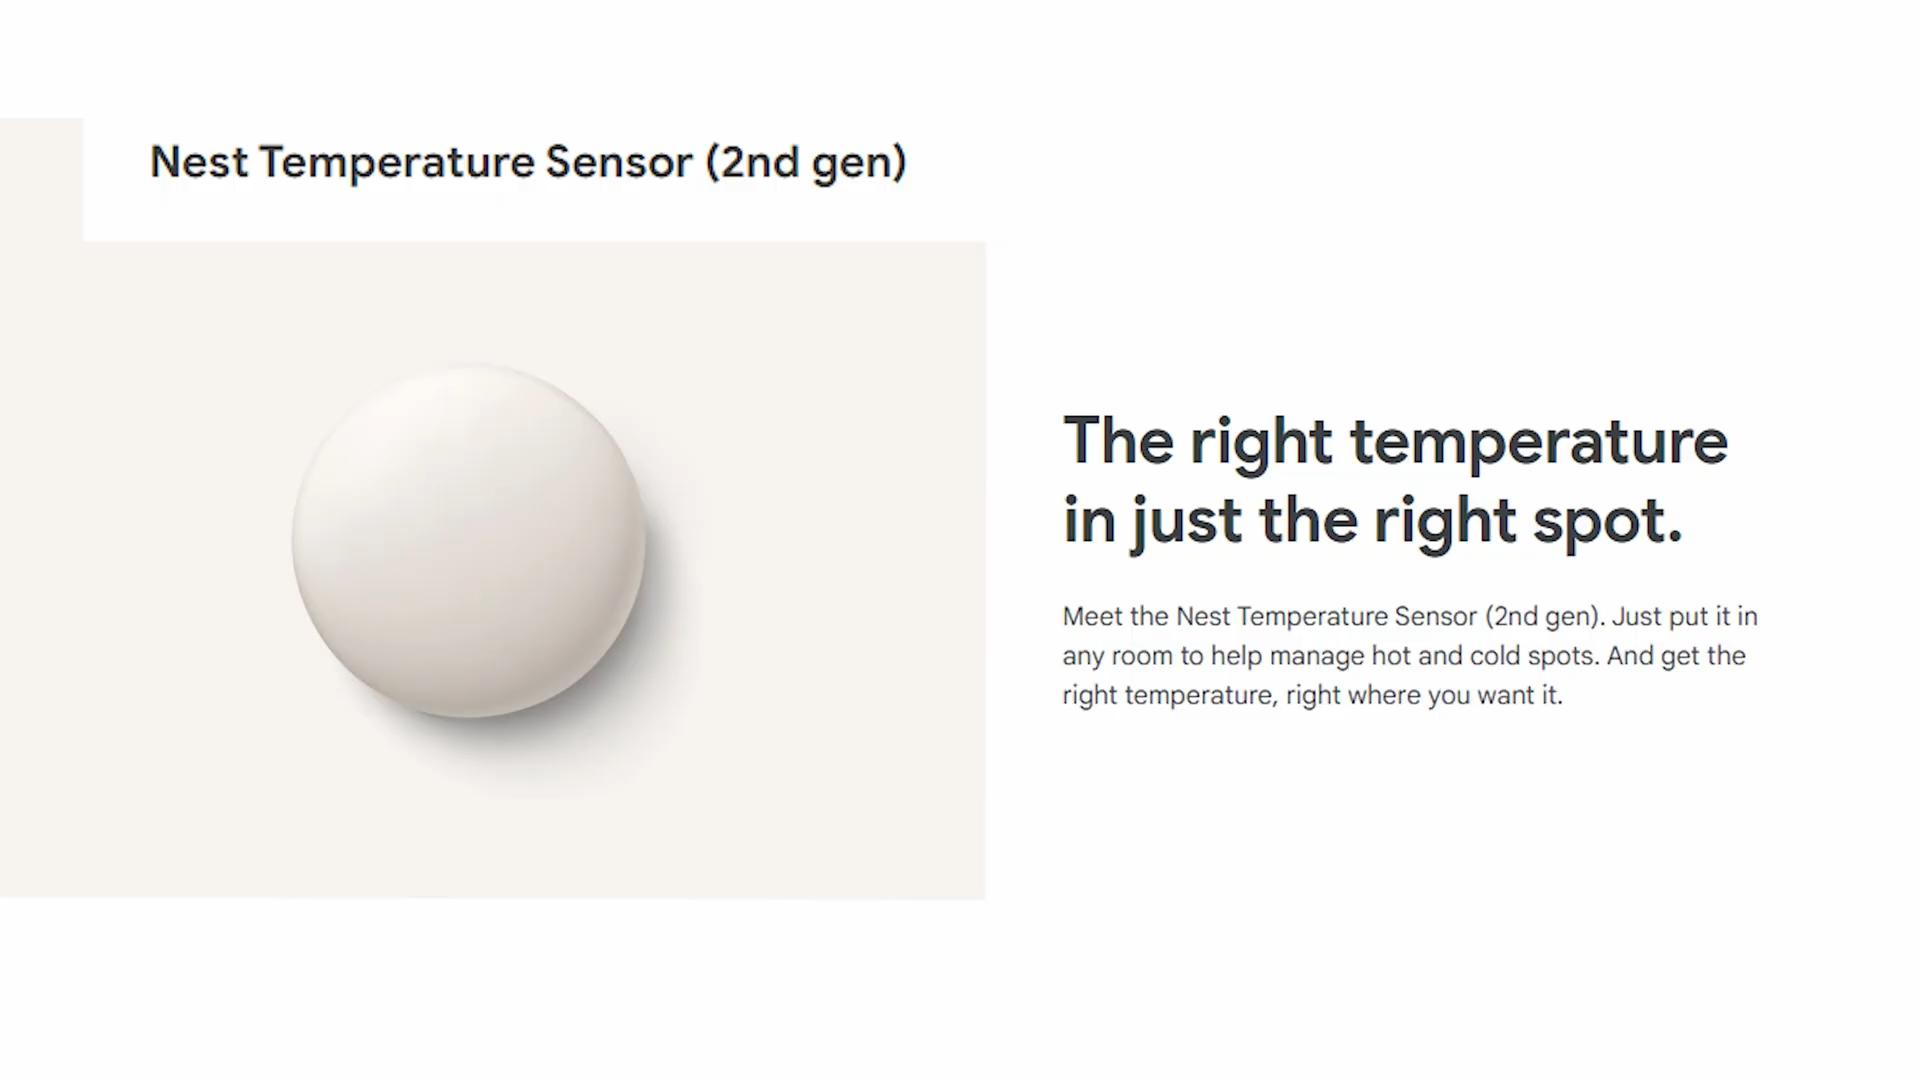 Nest Temperature Sensor (2nd gen)
The right temperature
in just the right spot.
Meet the Nest Temperature Sensor (2nd gen). Just put it in
any room to help manage hot and cold spots. And get the
right temperature, right where you want it.